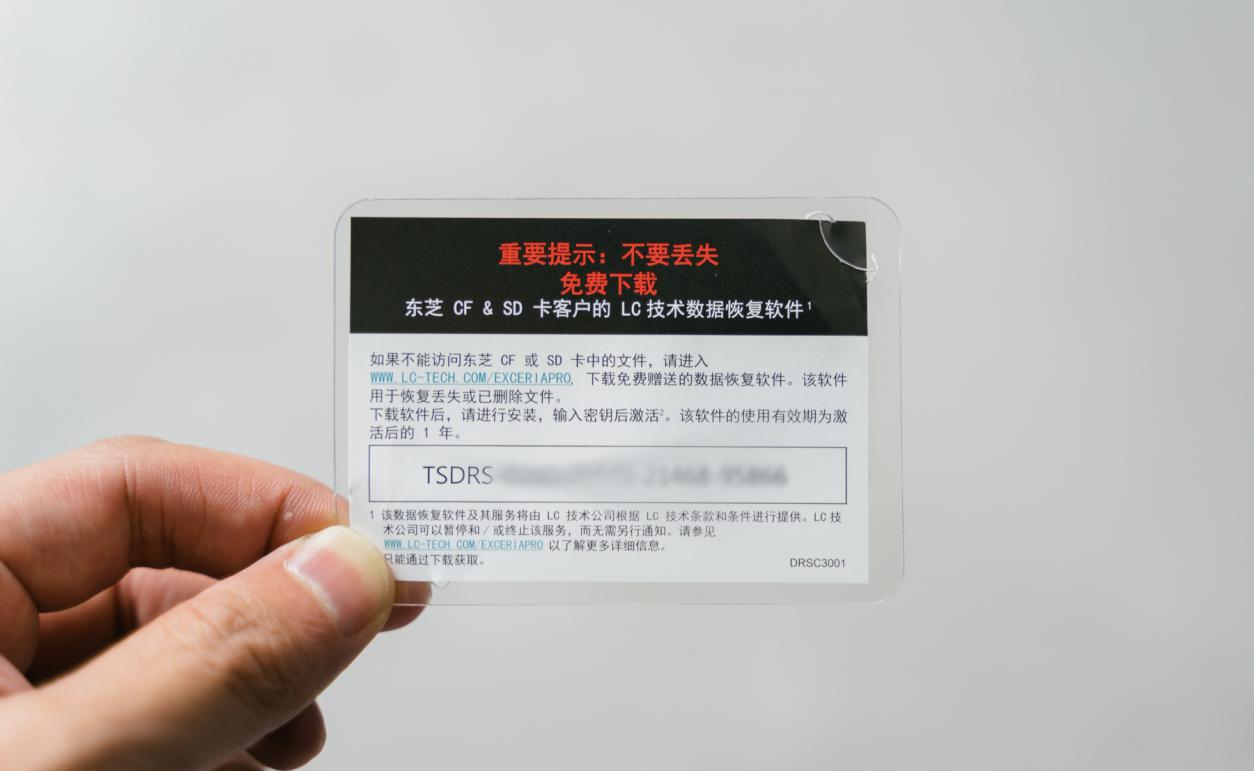 重要提示：不要丢失
免费下载
东芝 CF & SD 卡客户的 LC 技术数据恢复软件¹
如果不能访问东芝 CF 或 SD 卡中的文件，请进入
WWW.LC-TECH.COM/EXCERIAPRO, 下载免费赠送的数据恢复软件。该软件
用于恢复丢失或已删除文件。
下载软件后，请进行安装，输入密钥后激活²。该软件的使用有效期为激
活后的 1 年。
TSDRS
¹ 该数据恢复软件及其服务将由 LC 技术公司根据 LC 技术条款和条件进行提供。LC 技
术公司可以暂停和/或终止该服务，而无需另行通知。请参见
WWW.LC-TECH.COM/EXCERIAPRO 以了解更多详细信息。
只能通过下载获取。
DRSC3001